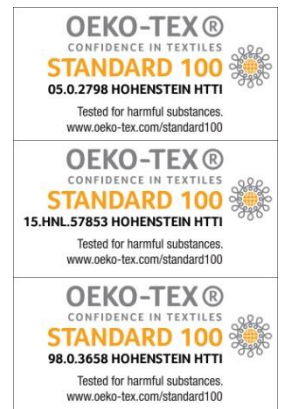 OEKO-TEX®
CONFIDENCE IN TEXTILES
STANDARD 100
05.0.2798 HOHENSTEIN HTTI
Tested for harmful substances.
www.oeko-tex.com/standard100
OEKO-TEX®
CONFIDENCE IN TEXTILES
STANDARD 100
15.HNL.57853 HOHENSTEIN HTTI
Tested for harmful substances.
www.oeko-tex.com/standard100
OEKO-TEX®
CONFIDENCE IN TEXTILES
STANDARD 100
98.0.3658 HOHENSTEIN HTTI
Tested for harmful substances.
www.oeko-tex.com/standard100